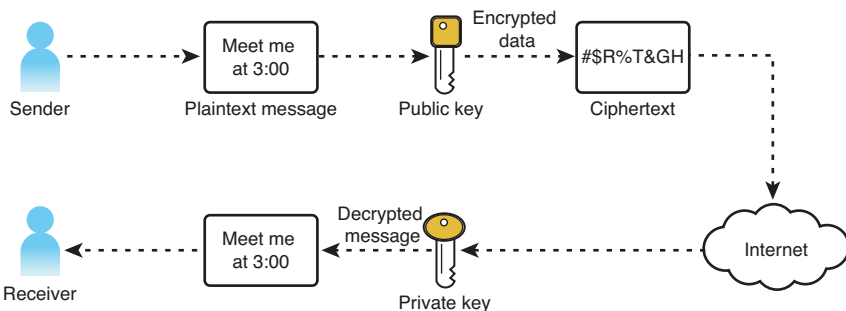 Sender
Meet me
at 3:00
Plaintext message
Public key
Encrypted
data
#$R%T&GH
Ciphertext
Internet
Receiver
Meet me
at 3:00
Decrypted
message
Private key